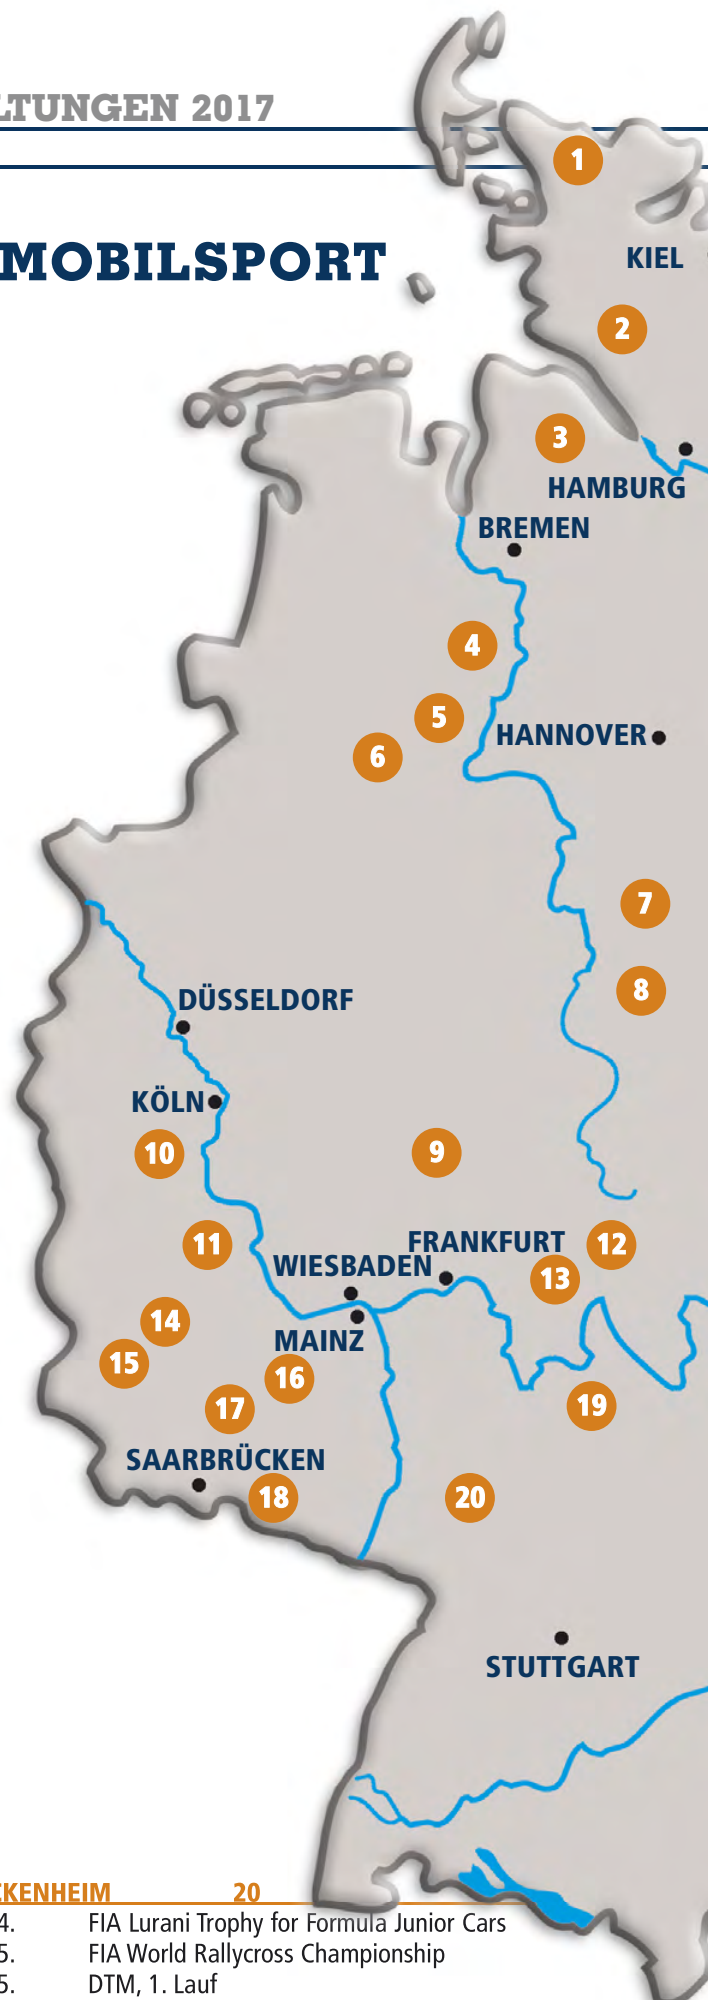 LTUNGEN 2017
1
MOBILSPORT
KIEL
2
3
HAMBURG
BREMEN
4
5
HANNOVER
6
7
8
DÜSSELDORF
KÖLN
10
9
11
FRANKFURT
12
WIESBADEN
13
14
MAINZ
15
16
17
19
SAARBRÜCKEN
18
20
STUTTGART
CKENHEIM 20
4. FIA Lurani Trophy for Formula Junior Cars
5. FIA World Rallycross Championship
5. DTM, 1. Lauf